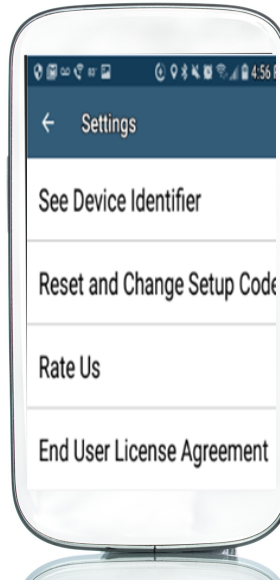 4:56
Settings
See Device Identifier
Reset and Change Setup Code
Rate Us
End User License Agreement